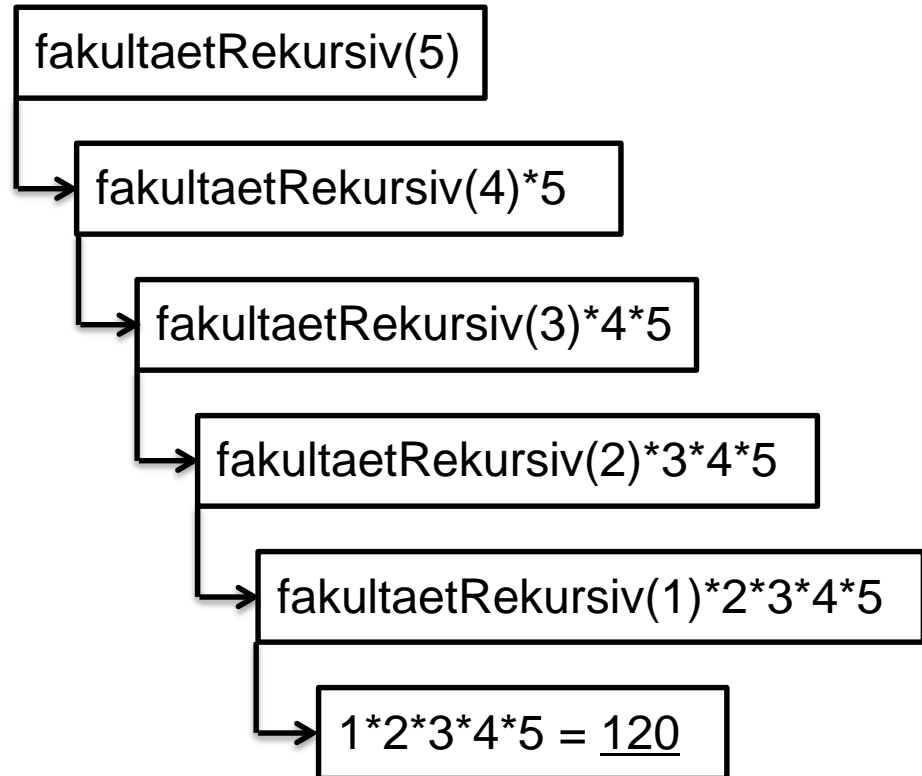 fakultaetRekursiv(5)
fakultaetRekursiv(4)*5
fakultaetRekursiv(3)*4*5
fakultaetRekursiv(2)*3*4*5
fakultaetRekursiv(1)*2*3*4*5
1*2*3*4*5 = 120